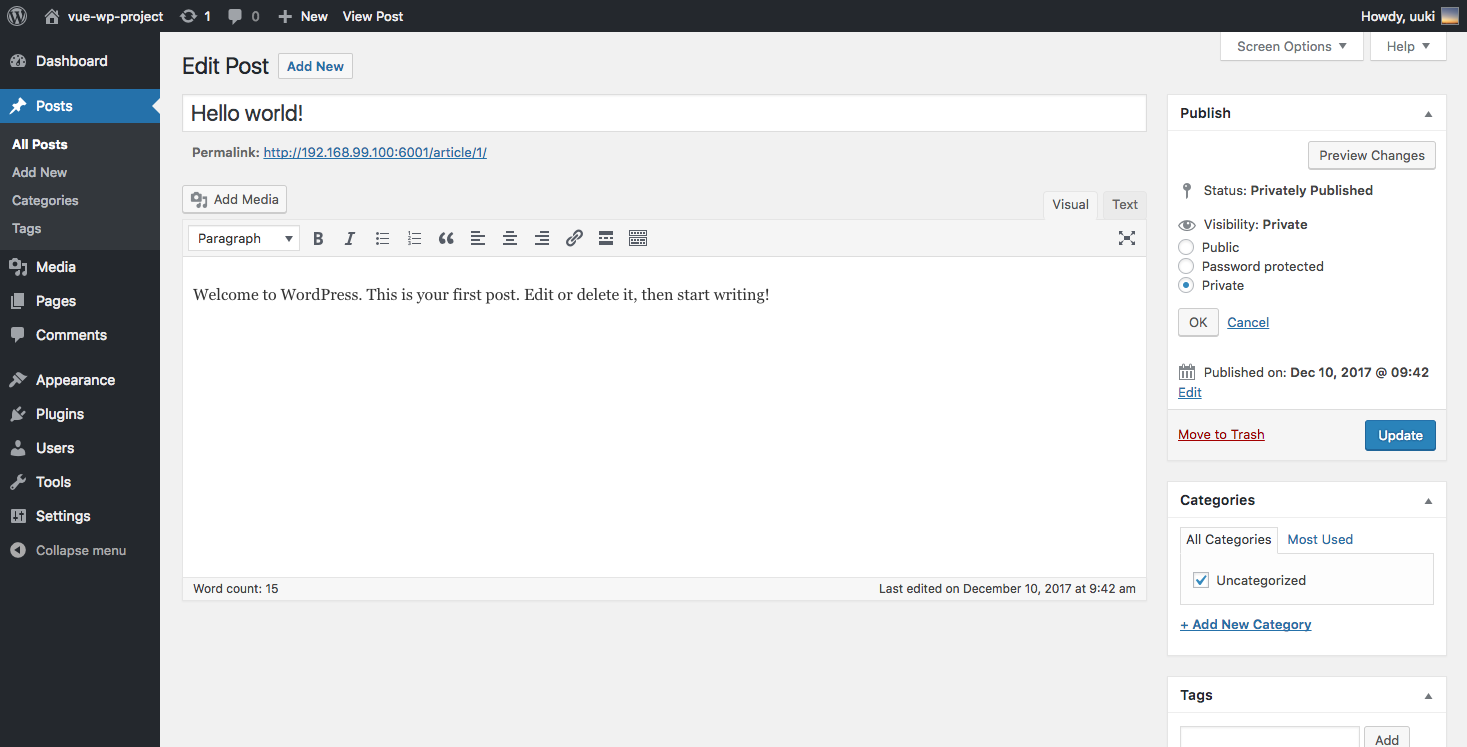 vue-wp-project 1 0 New View Post Howdy, uuki
Screen Options Help
Dashboard
Posts
All Posts
Add New
Categories
Tags
Media
Pages
Comments
Appearance
Plugins
Users
Tools
Settings
Collapse menu
Edit Post Add New
Hello world!
Permalink: http://192.168.99.100:6001/article/1/
Add Media
Visual Text
Paragraph B I
Welcome to WordPress. This is your first post. Edit or delete it, then start writing!
Word count: 15 Last edited on December 10, 2017 at 9:42 am
Publish
Preview Changes
Status: Privately Published
Visibility: Private
Public
Password protected
Private
OK Cancel
Published on: Dec 10, 2017 @ 09:42
Edit
Move to Trash Update
Categories
All Categories Most Used
Uncategorized
+ Add New Category
Tags
Add